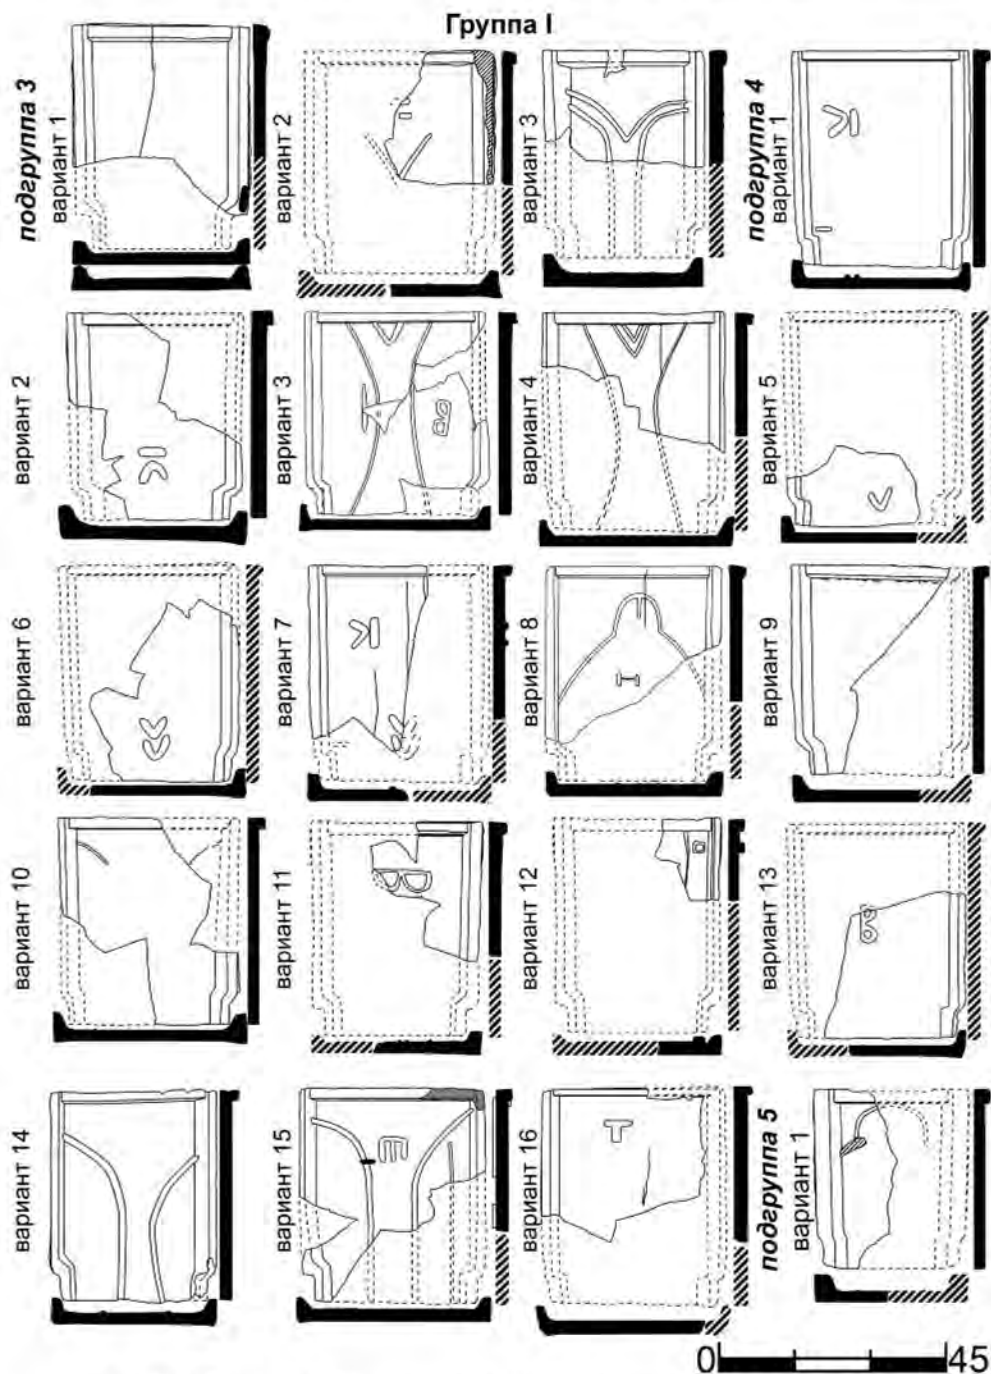 Группа I
подгруппа 3
вариант 1
вариант 2
вариант 3
подгруппа 4
вариант 1
вариант 2
вариант 3
вариант 4
вариант 5
вариант 6
вариант 7
вариант 8
вариант 9
вариант 10
вариант 11
вариант 12
вариант 13
вариант 14
вариант 15
вариант 16
подгруппа 5
вариант 1
0 45